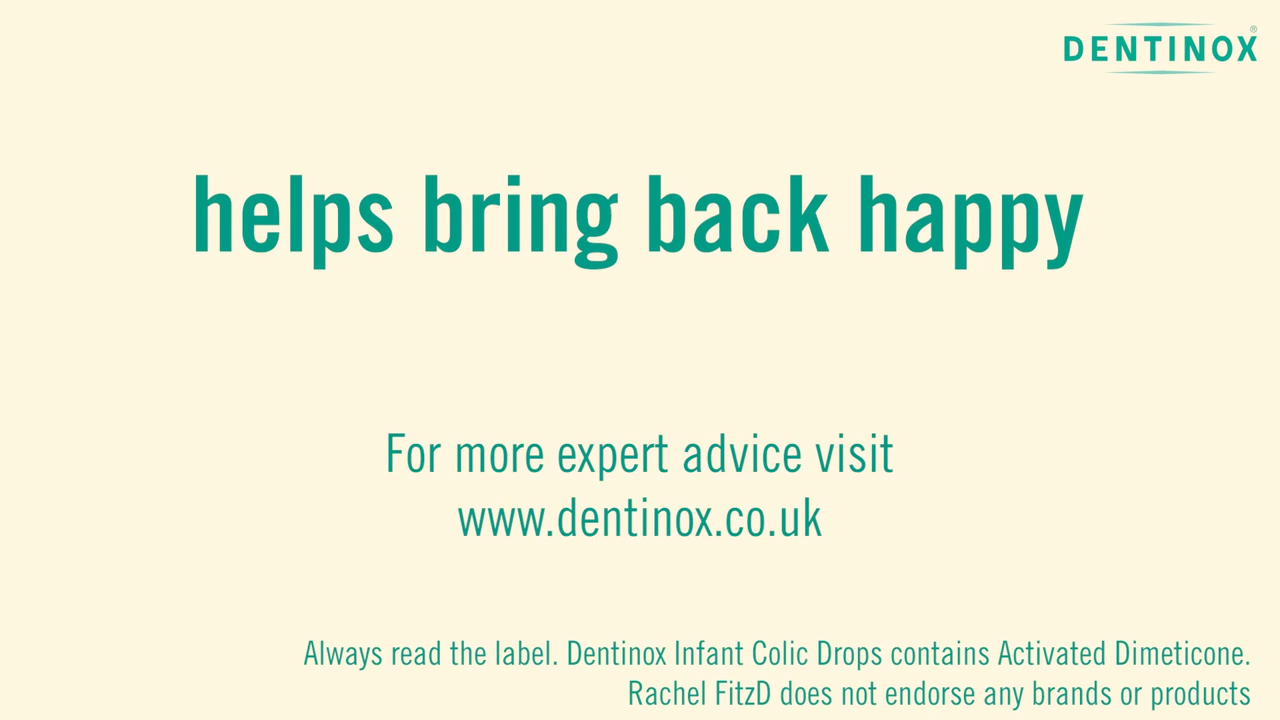 DENTINOX®
helps bring back happy
For more expert advice visit
www.dentinox.co.uk
Always read the label. Dentinox Infant Colic Drops contains Activated Dimeticone.
Rachel FitzD does not endorse any brands or products